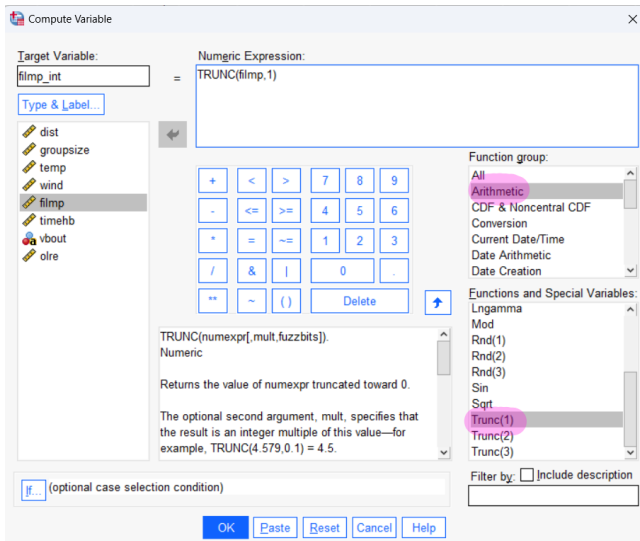 Compute Variable
Target Variable:
filmp_int
=
Numeric Expression:
TRUNC(filmp,1)
Type & Label...
dist
groupsize
temp
wind
filmp
timehb
vbout
olre
+ < > 7 8 9
- <= >= 4 5 6
* = ~= 1 2 3
/ & | 0 .
** ~ ( ) Delete
TRUNC(numexpr[,mult,fuzzbits]).
Numeric
Returns the value of numexpr truncated toward 0.
The optional second argument, mult, specifies that
the result is an integer multiple of this value—for
example, TRUNC(4.579,0.1) = 4.5.
Function group:
All
Arithmetic
CDF & Noncentral CDF
Conversion
Current Date/Time
Date Arithmetic
Date Creation
Functions and Special Variables:
Lngamma
Mod
Rnd(1)
Rnd(2)
Rnd(3)
Sin
Sqrt
Trunc(1)
Trunc(2)
Trunc(3)
If... (optional case selection condition)
Filter by: Include description
OK Paste Reset Cancel Help